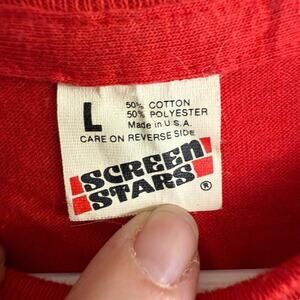 L
50% COTTON
50% POLYESTER
Made in U.S.A.
CARE ON REVERSE SIDE
SCREEN
STARS
®